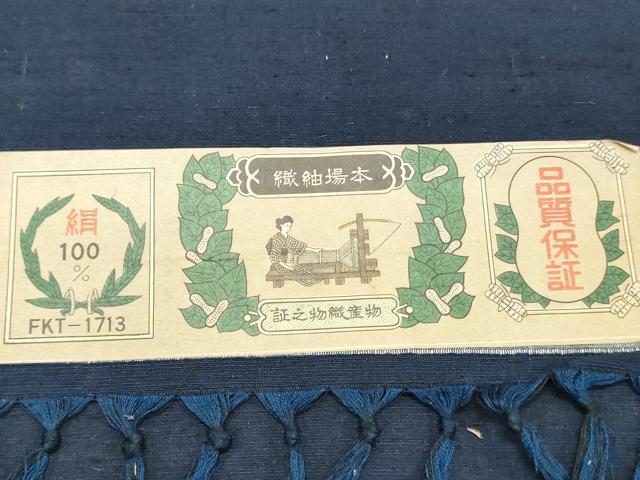 絹
100
%
FKT-1713
本場紬織
物産織物之証
品質保証